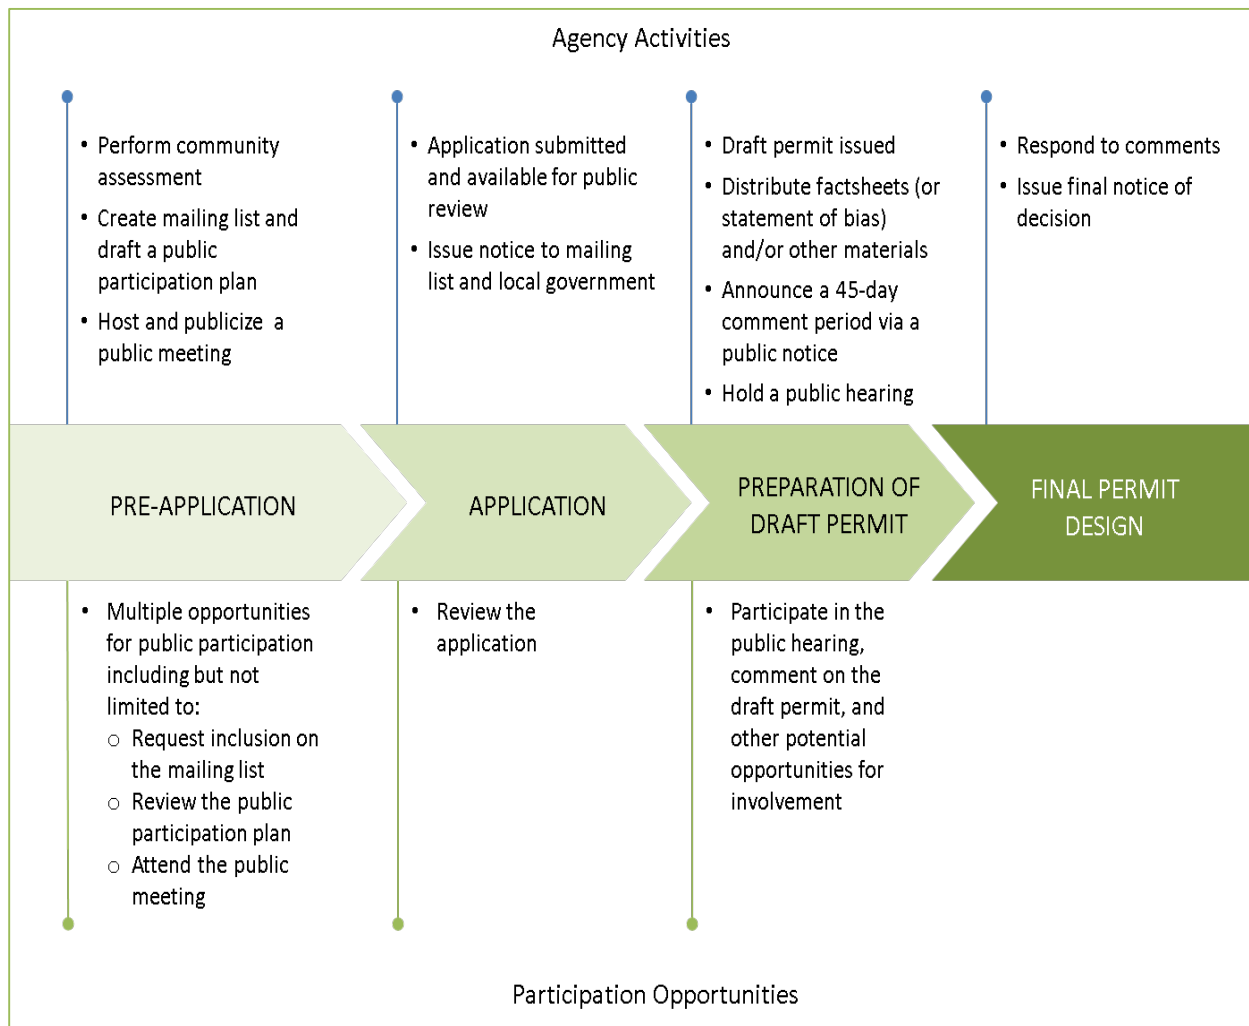 Agency Activities
• Perform community
assessment
• Create mailing list and
draft a public
participation plan
• Host and publicize a
public meeting
• Application submitted
and available for public
review
• Issue notice to mailing
list and local government
• Draft permit issued
• Distribute factsheets (or
statement of bias)
and/or other materials
• Announce a 45-day
comment period via a
public notice
• Hold a public hearing
• Respond to comments
• Issue final notice of
decision
PRE-APPLICATION
APPLICATION
PREPARATION OF
DRAFT PERMIT
FINAL PERMIT
DESIGN
• Multiple opportunities
for public participation
including but not
limited to:
o Request inclusion on
the mailing list
o Review the public
participation plan
o Attend the public
meeting
• Review the
application
• Participate in the
public hearing,
comment on the
draft permit, and
other potential
opportunities for
involvement
Participation Opportunities